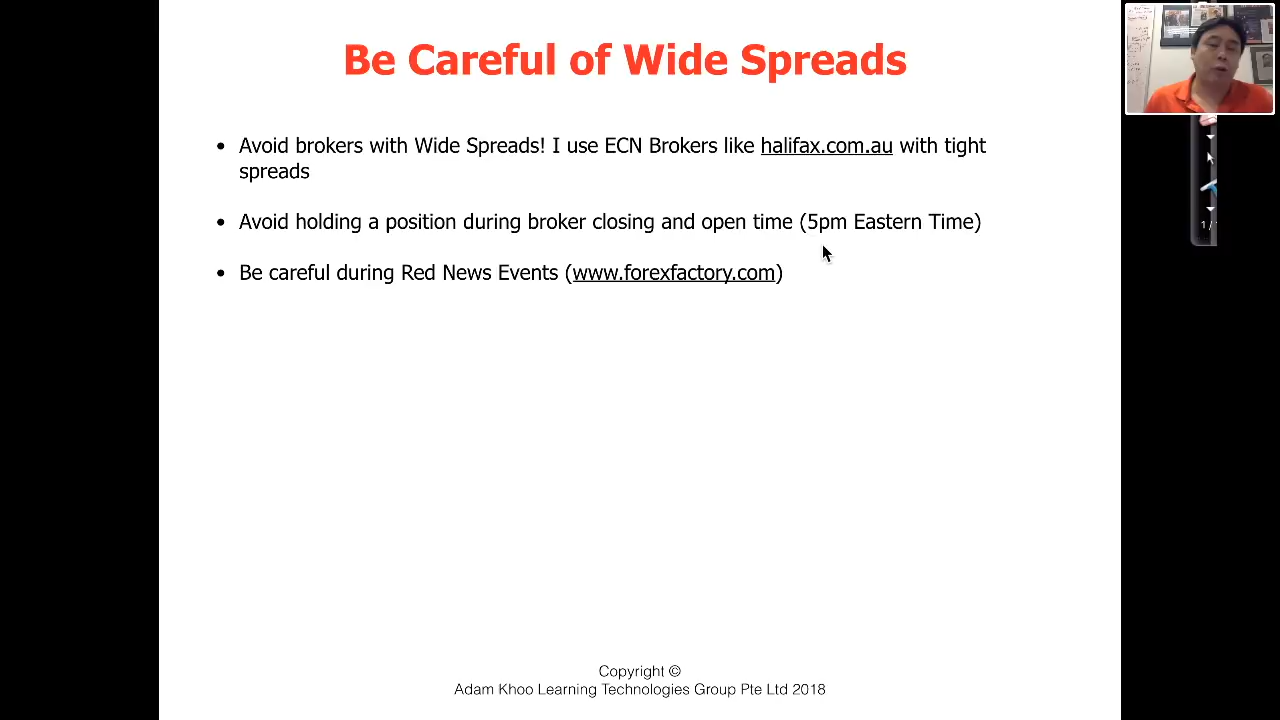 Be Careful of Wide Spreads
• Avoid brokers with Wide Spreads! I use ECN Brokers like halifax.com.au with tight
spreads
• Avoid holding a position during broker closing and open time (5pm Eastern Time)
• Be careful during Red News Events (www.forexfactory.com)
Copyright ©
Adam Khoo Learning Technologies Group Pte Ltd 2018